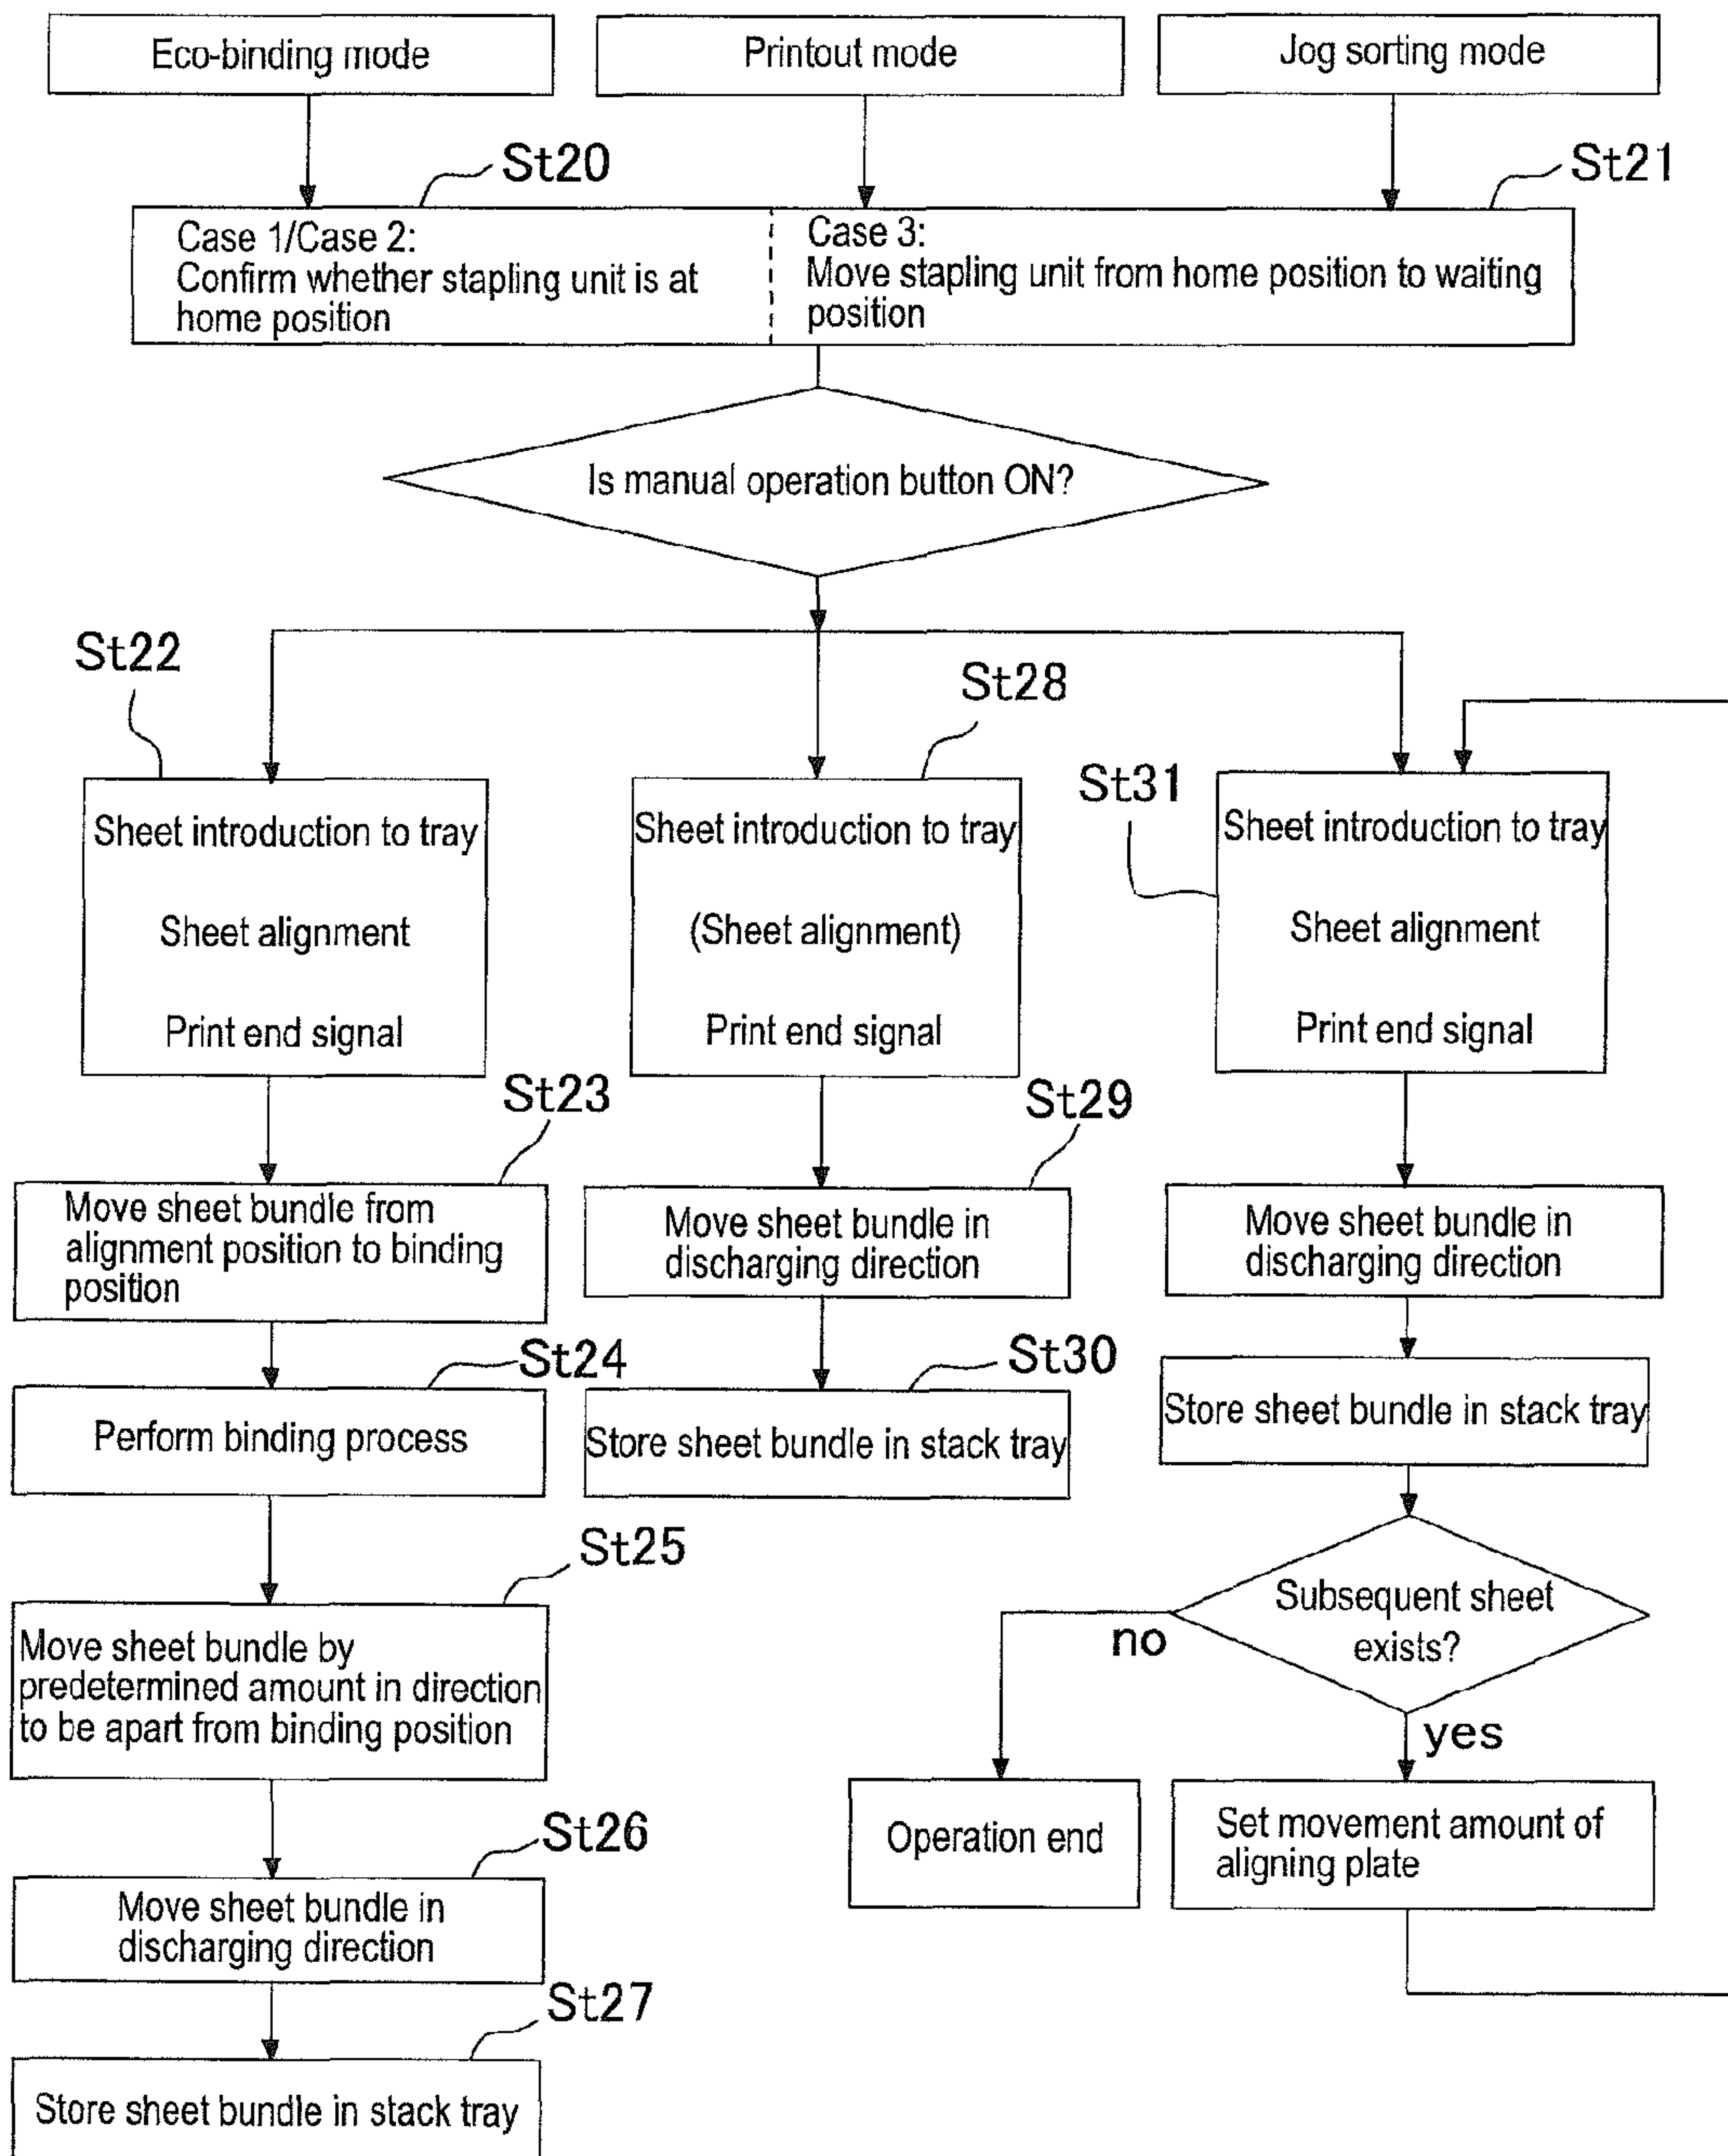 Eco-binding mode
Printout mode
Jog sorting mode
St20
St21
Case 1/Case 2:
Confirm whether stapling unit is at
home position
Case 3:
Move stapling unit from home position to waiting
position
Is manual operation button ON?
St22
St28
St31
Sheet introduction to tray
Sheet alignment
Print end signal
Sheet introduction to tray
(Sheet alignment)
Print end signal
Sheet introduction to tray
Sheet alignment
Print end signal
St23
St29
Move sheet bundle from
alignment position to binding
position
Move sheet bundle in
discharging direction
Move sheet bundle in
discharging direction
St24
St30
Perform binding process
Store sheet bundle in stack tray
Store sheet bundle in stack tray
St25
Move sheet bundle by
predetermined amount in direction
to be apart from binding position
Subsequent sheet
exists?
no
yes
St26
Operation end
Set movement amount of
aligning plate
Move sheet bundle in
discharging direction
St27
Store sheet bundle in stack tray